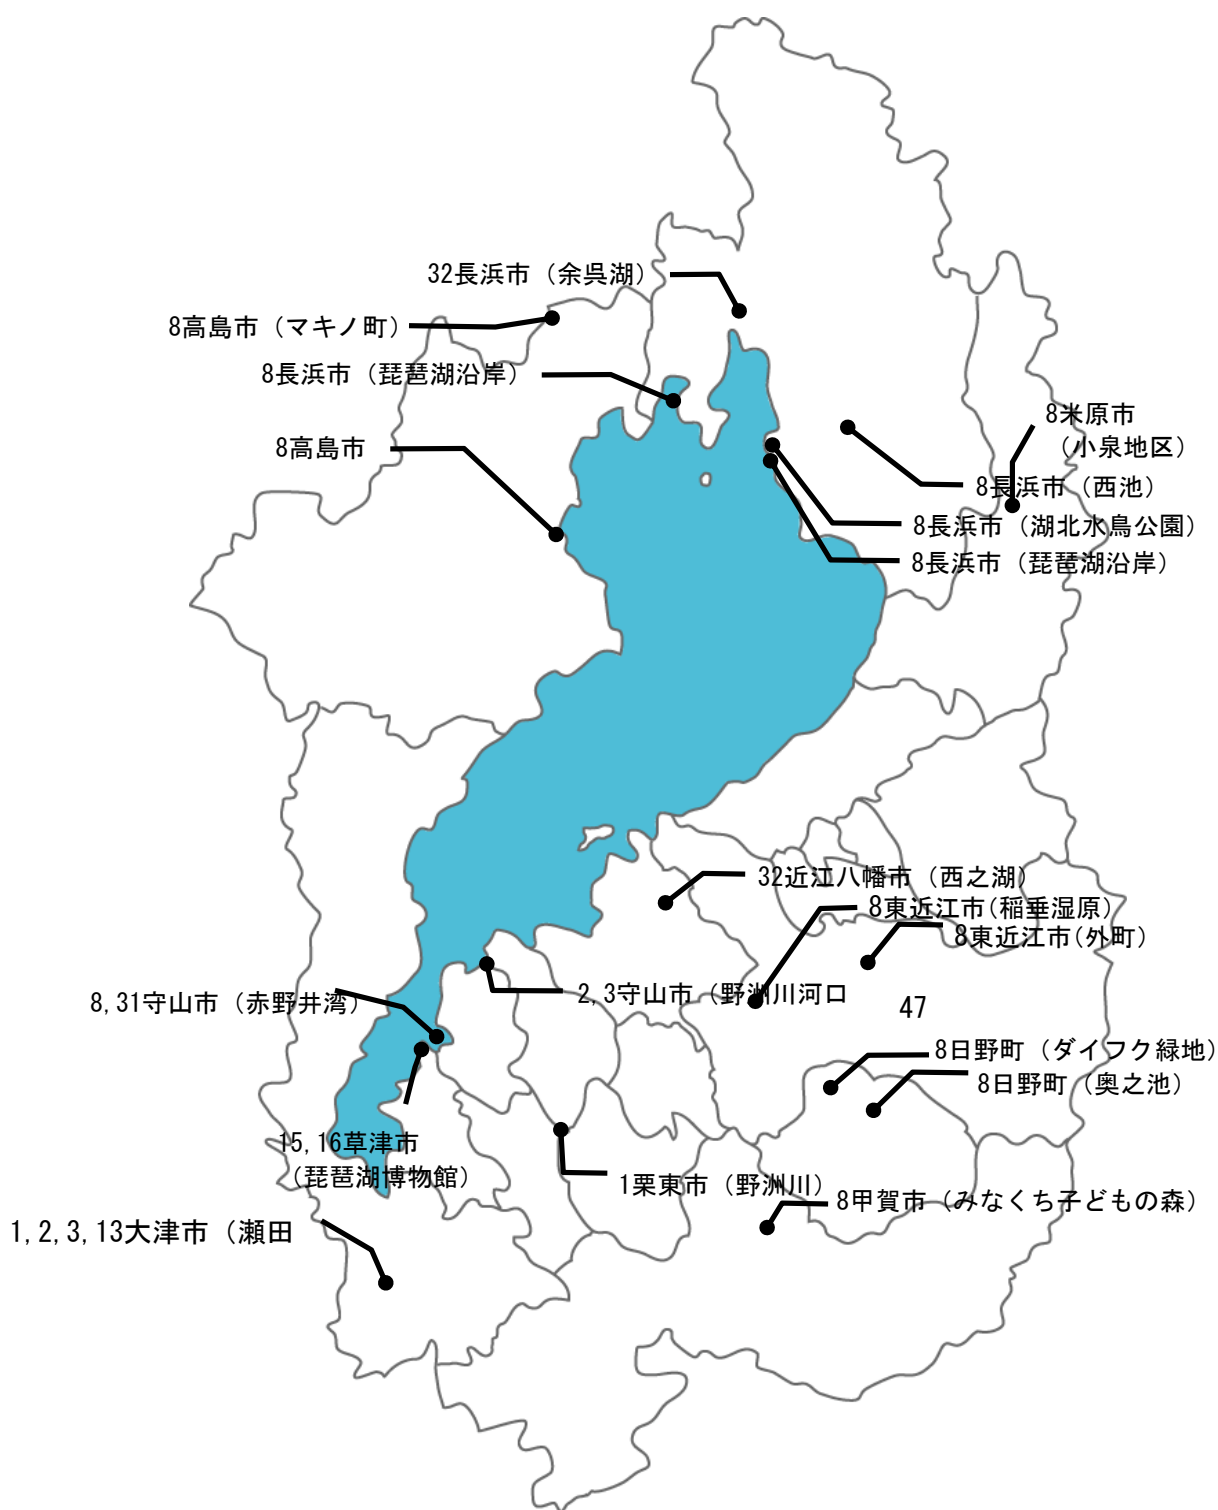 32長浜市（余呉湖）
8高島市（マキノ町）
8長浜市（琵琶湖沿岸）
8米原市
（小泉地区）
8高島市
8長浜市（西池）
8長浜市（湖北水鳥公園）
8長浜市（琵琶湖沿岸）
32近江八幡市（西之湖）
8東近江市(稲垂湿原)
8東近江市(外町)
8,31守山市（赤野井湾）
2,3守山市（野洲川河口
47
8日野町（ダイフク緑地）
8日野町（奥之池）
15,16草津市
（琵琶湖博物館）
1栗東市（野洲川）
8甲賀市（みなくち子どもの森）
1,2,3,13大津市（瀬田